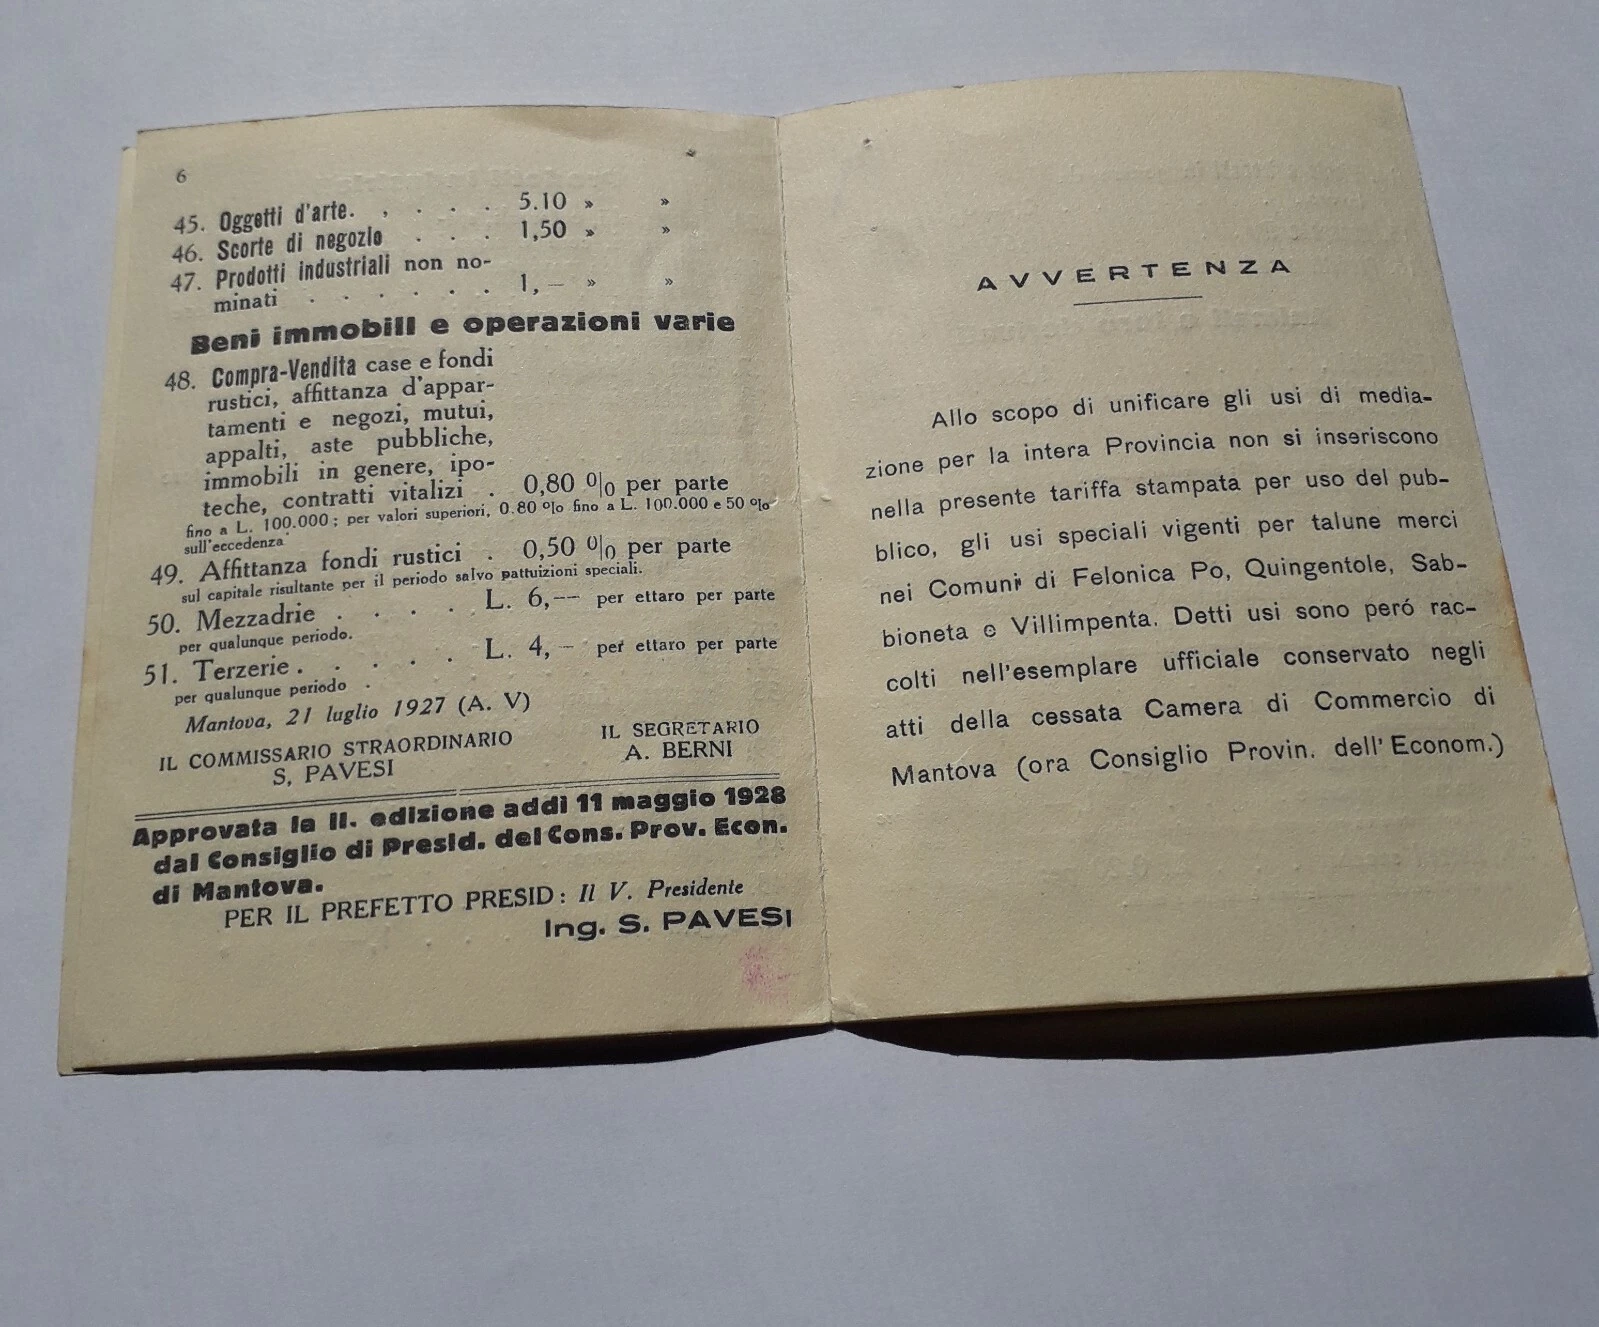 6
45. Oggetti d'arte. , . . . . 5.10 » »
46. Scorte di negozio . . . 1,50 » »
47. Prodotti industriali non no-
minati . . . . . . 1,— » »
Beni immobili e operazioni varie
48. Compra-Vendita case e fondi
rustici, affittanza d'appar-
tamenti e negozi, mutui,
appalti, aste pubbliche,
immobili in genere, ipo-
teche, contratti vitalizi . 0,80 % per parte
fino a L. 100.000; per valori superiori, 0.80 % fino a L. 100.000 e 50 %
sull'eccedenza
49. Affittanza fondi rustici . 0,50 % per parte
sul capitale risultante per il periodo salvo pattuizioni speciali.
50. Mezzadrie . . . . L. 6,-- per ettaro per parte
per qualunque periodo.
51. Terzerie . . . . . L. 4,– per ettaro per parte
per qualunque periodo .
Mantova, 21 luglio 1927 (A. V)
IL COMMISSARIO STRAORDINARIO
S, PAVESI
IL SEGRETARIO
A. BERNI
Approvata la II. edizione addì 11 maggio 1928
dal Consiglio di Presid. del Cons. Prov. Econ.
di Mantova.
PER IL PREFETTO PRESID: Il V. Presidente
Ing. S. PAVESI
AVVERTENZA
Allo scopo di unificare gli usi di media-
zione per la intera Provincia non si inseriscono
nella presente tariffa stampata per uso del pub-
blico, gli usi speciali vigenti per talune merci
nei Comuni di Felonica Po, Quingentole, Sab-
bioneta e Villimpenta. Detti usi sono peró rac-
colti nell'esemplare ufficiale conservato negli
atti della cessata Camera di Commercio di
Mantova (ora Consiglio Provin. dell' Econom.)